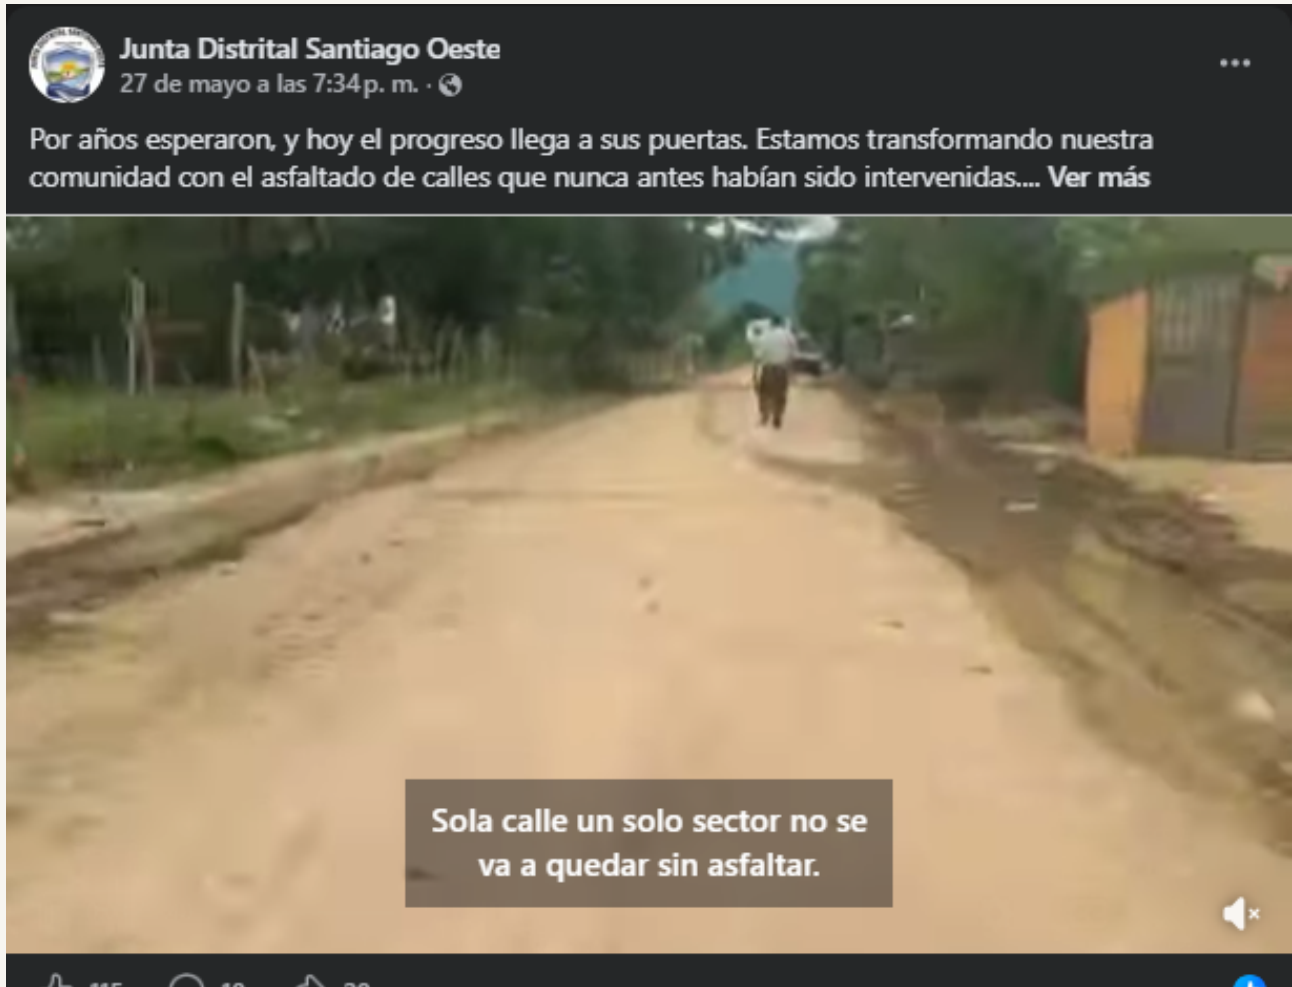 Junta Distrital Santiago Oeste
27 de mayo a las 7:34 p. m. ·
Por años esperaron, y hoy el progreso llega a sus puertas. Estamos transformando nuestra
comunidad con el asfaltado de calles que nunca antes habían sido intervenidas.... Ver más
Sola calle un solo sector no se
va a quedar sin asfaltar.